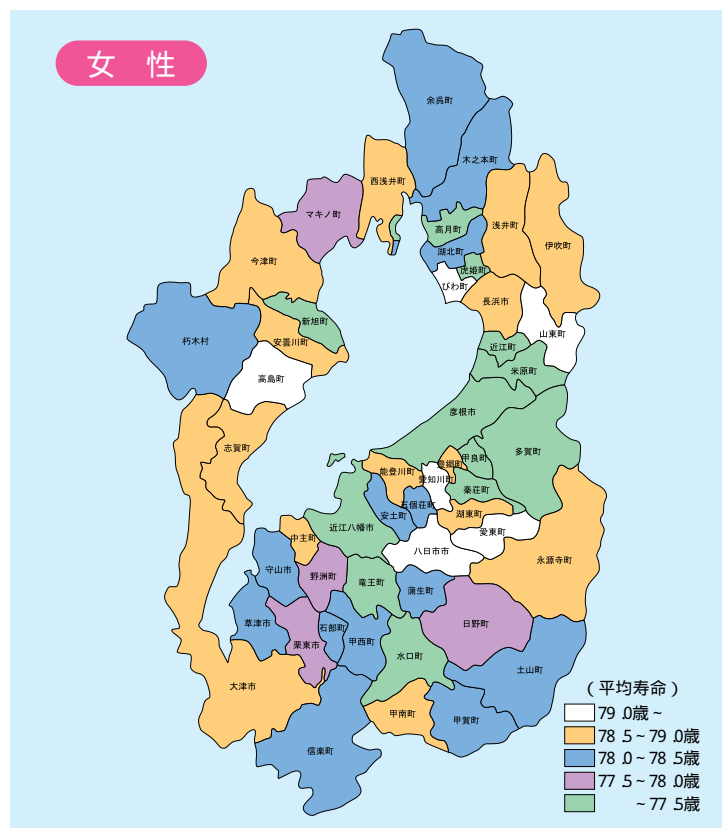 女 性
余呉町
木之本町
西浅井町
マキノ町
高月町
浅井町
湖北町
伊吹町
今津町
虎姫町
びわ町
長浜市
新旭町
山東町
朽木村
安曇川町
近江町
高島町
米原町
彦根市
志賀町
多賀町
甲良町
豊郷町
能登川町
愛知川町
秦荘町
五個荘町
安土町
湖東町
近江八幡市
愛東町
中主町
八日市市
永源寺町
守山市
野洲町
竜王町
蒲生町
草津市
石部町
日野町
栗東市
甲西町
水口町
土山町
大津市
甲南町
甲賀町
信楽町
(平均寿命)
79.0歳~
78.5~79.0歳
78.0~78.5歳
77.5~78.0歳
~77.5歳